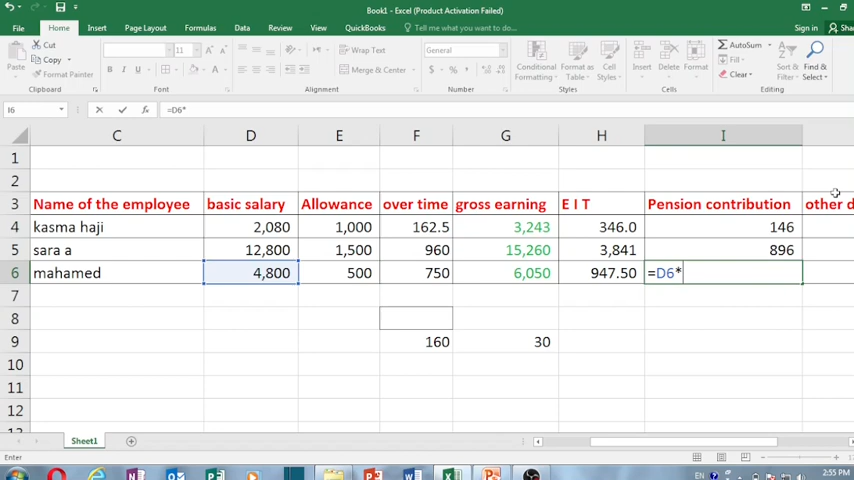 Book1 - Excel (Product Activation Failed)
File Home Insert Page Layout Formulas Data Review View QuickBooks Tell me what you want to do... Sign in Sha
Cut
Copy
Format Painter
Paste
Clipboard
11
B I U
Font
Wrap Text
Merge & Center
Alignment
General
$ % ,
Number
Conditional Formatting
Format as Table
Cell Styles
Styles
Insert Delete Format
Cells
AutoSum
Fill
Clear
Sort & Filter
Find & Select
Editing
I6 =D6*
C D E F G H I
1
2
3 Name of the employee basic salary Allowance over time gross earning E I T Pension contribution other d
4 kasma haji 2,080 1,000 162.5 3,243 346.0 146
5 sara a 12,800 1,500 960 15,260 3,841 896
6 mahamed 4,800 500 750 6,050 947.50 =D6*
7
8
9 160 30
10
11
12
13
Sheet1
Enter
EN 2:55 PM